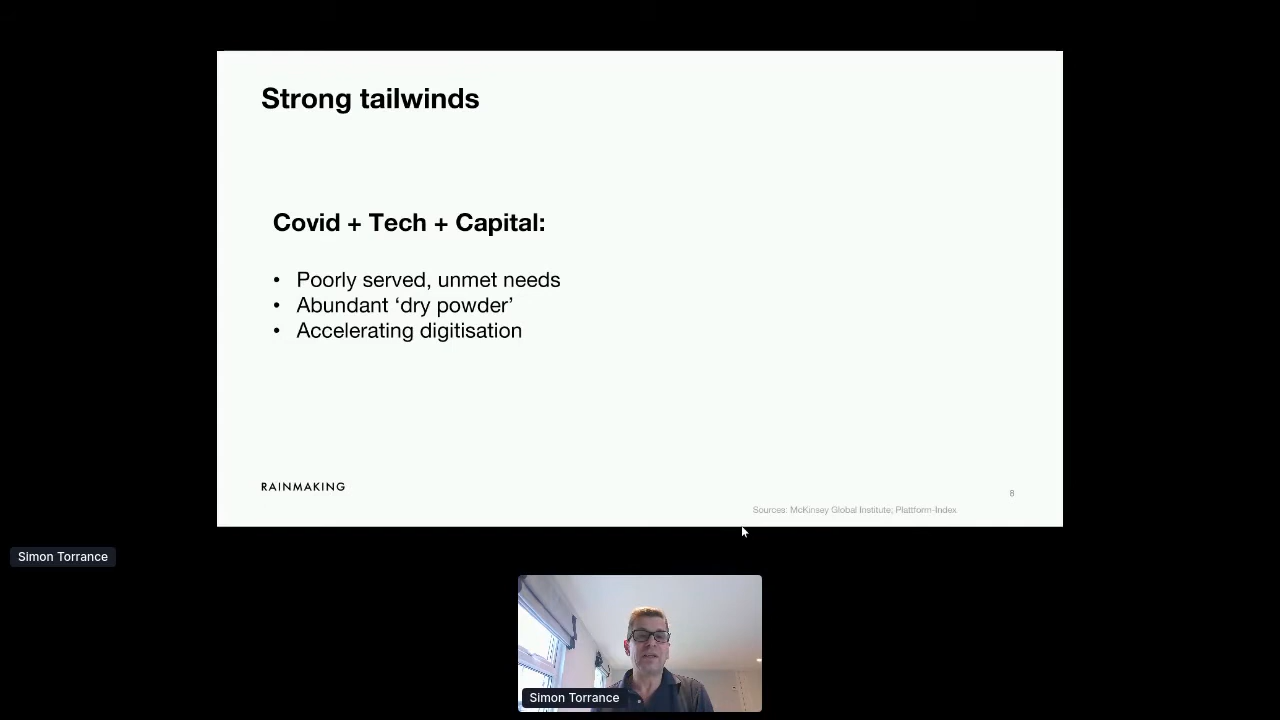 Strong tailwinds
Covid + Tech + Capital:
• Poorly served, unmet needs
• Abundant ‘dry powder’
• Accelerating digitisation
RAINMAKING
8
Sources: McKinsey Global Institute; Plattform-Index
Simon Torrance
Simon Torrance